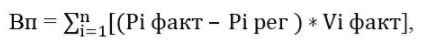 Вп = ∑ⁿᵢ₌₁[(Pi факт – Pi рег ) ∗ Vi факт],